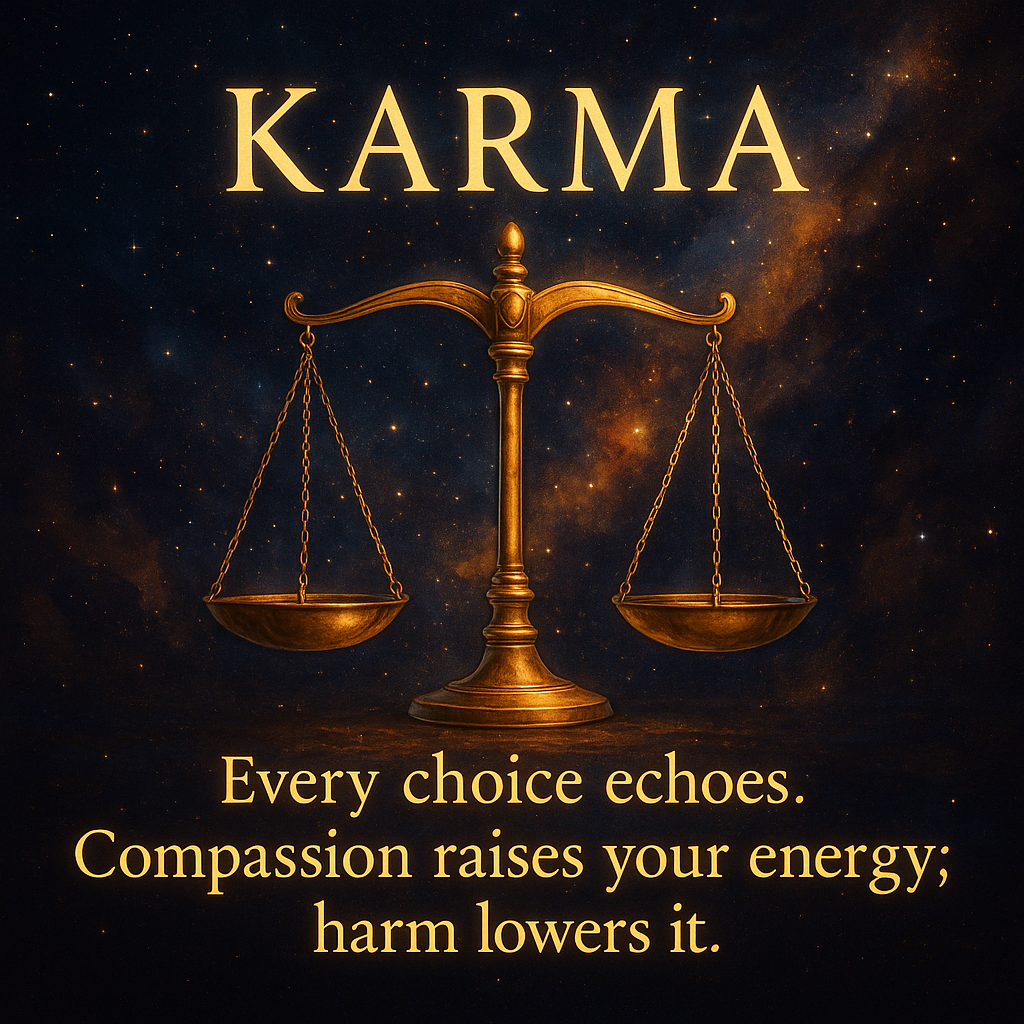 KARMA
Every choice echoes.
Compassion raises your energy;
harm lowers it.